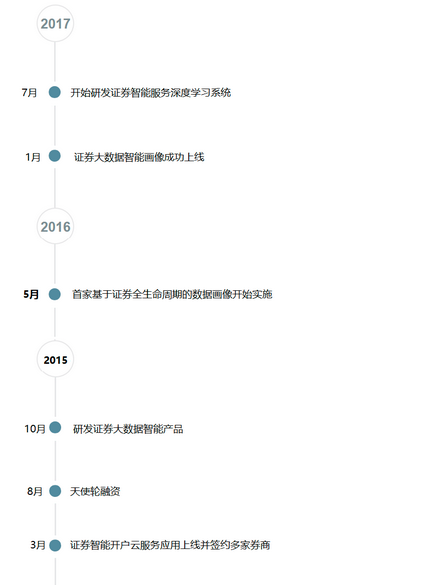 2017
7月 开始研发证券智能服务深度学习系统
1月 证券大数据智能画像成功上线
2016
5月 首家基于证券全生命周期的数据画像开始实施
2015
10月 研发证券大数据智能产品
8月 天使轮融资
3月 证券智能开户云服务应用上线并签约多家券商